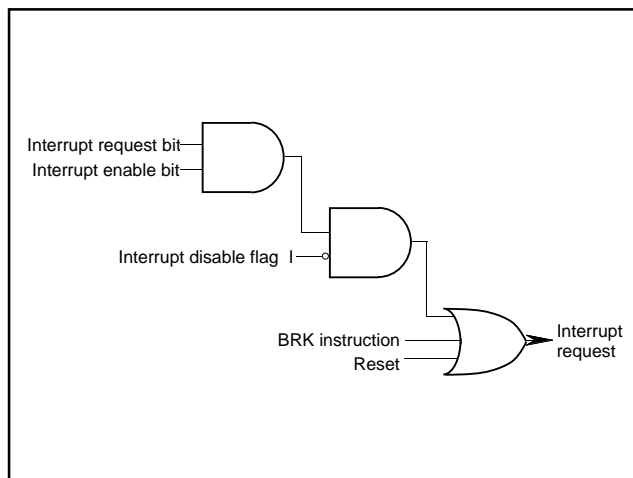 Interrupt request bit
Interrupt enable bit
Interrupt disable flag I
BRK instruction
Reset
Interrupt
request